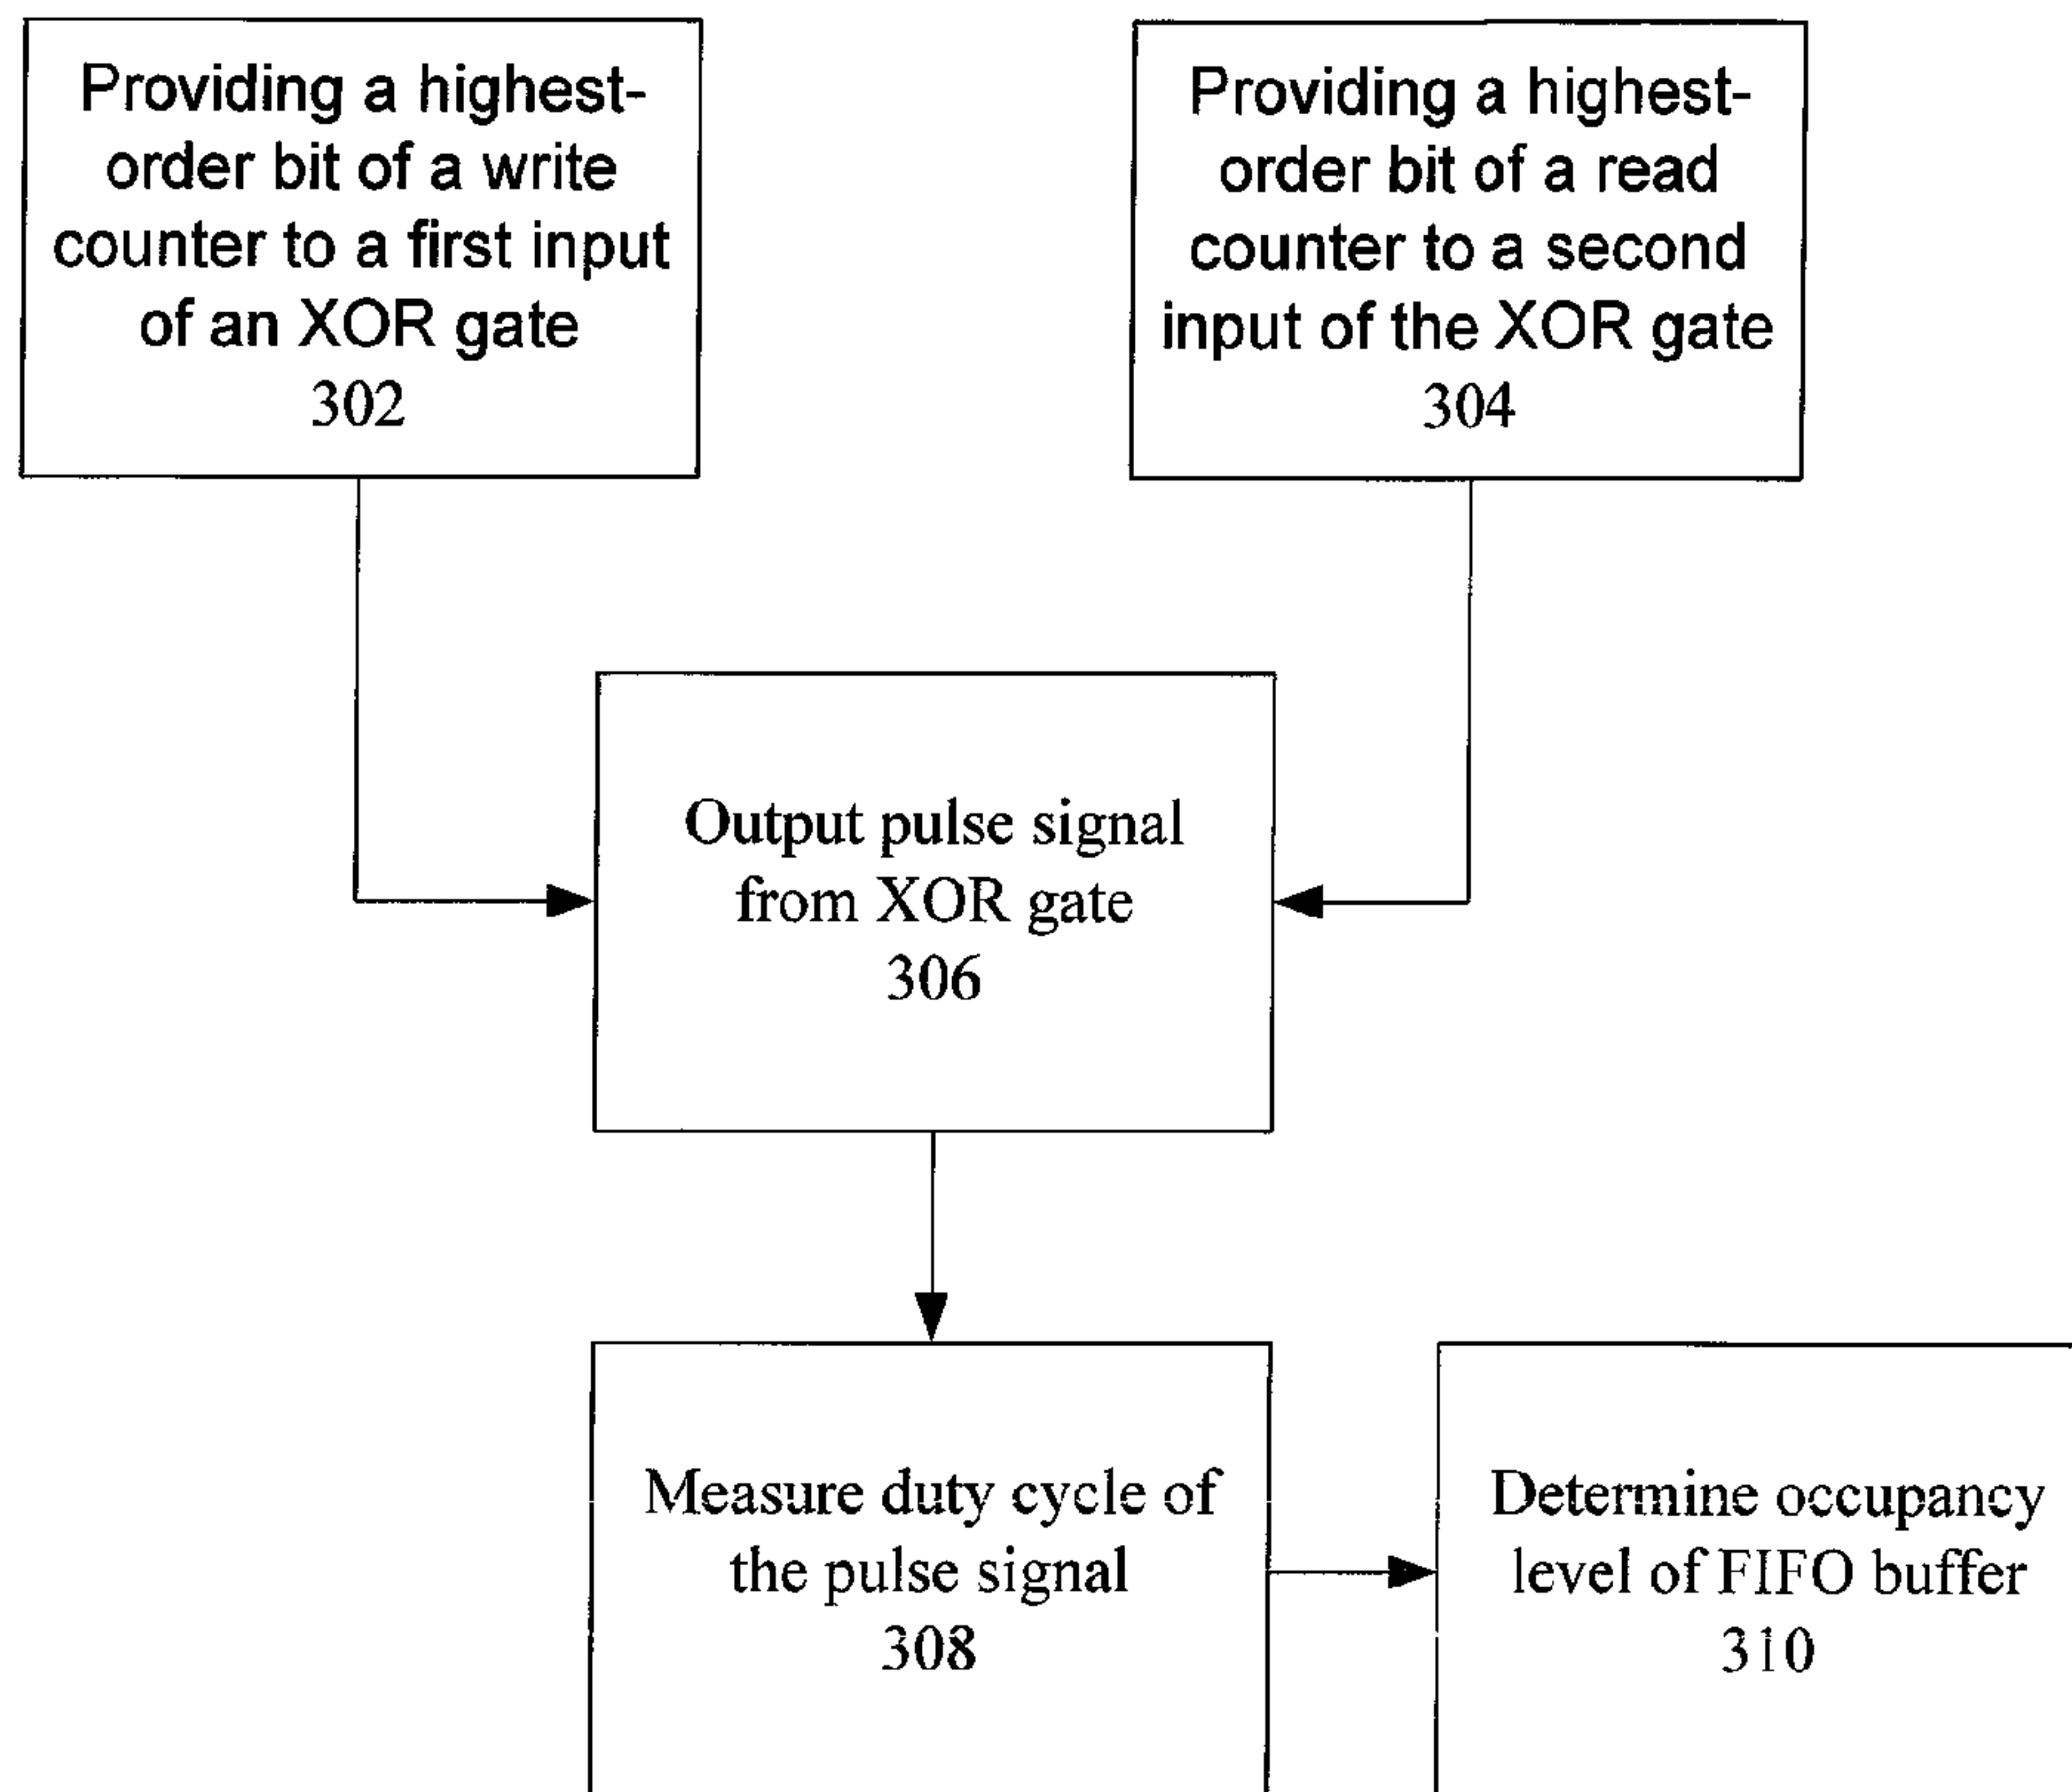 Providing a highest-
order bit of a write
counter to a first input
of an XOR gate
302
Providing a highest-
order bit of a read
counter to a second
input of the XOR gate
304
Output pulse signal
from XOR gate
306
Measure duty cycle of
the pulse signal
308
Determine occupancy
level of FIFO buffer
310